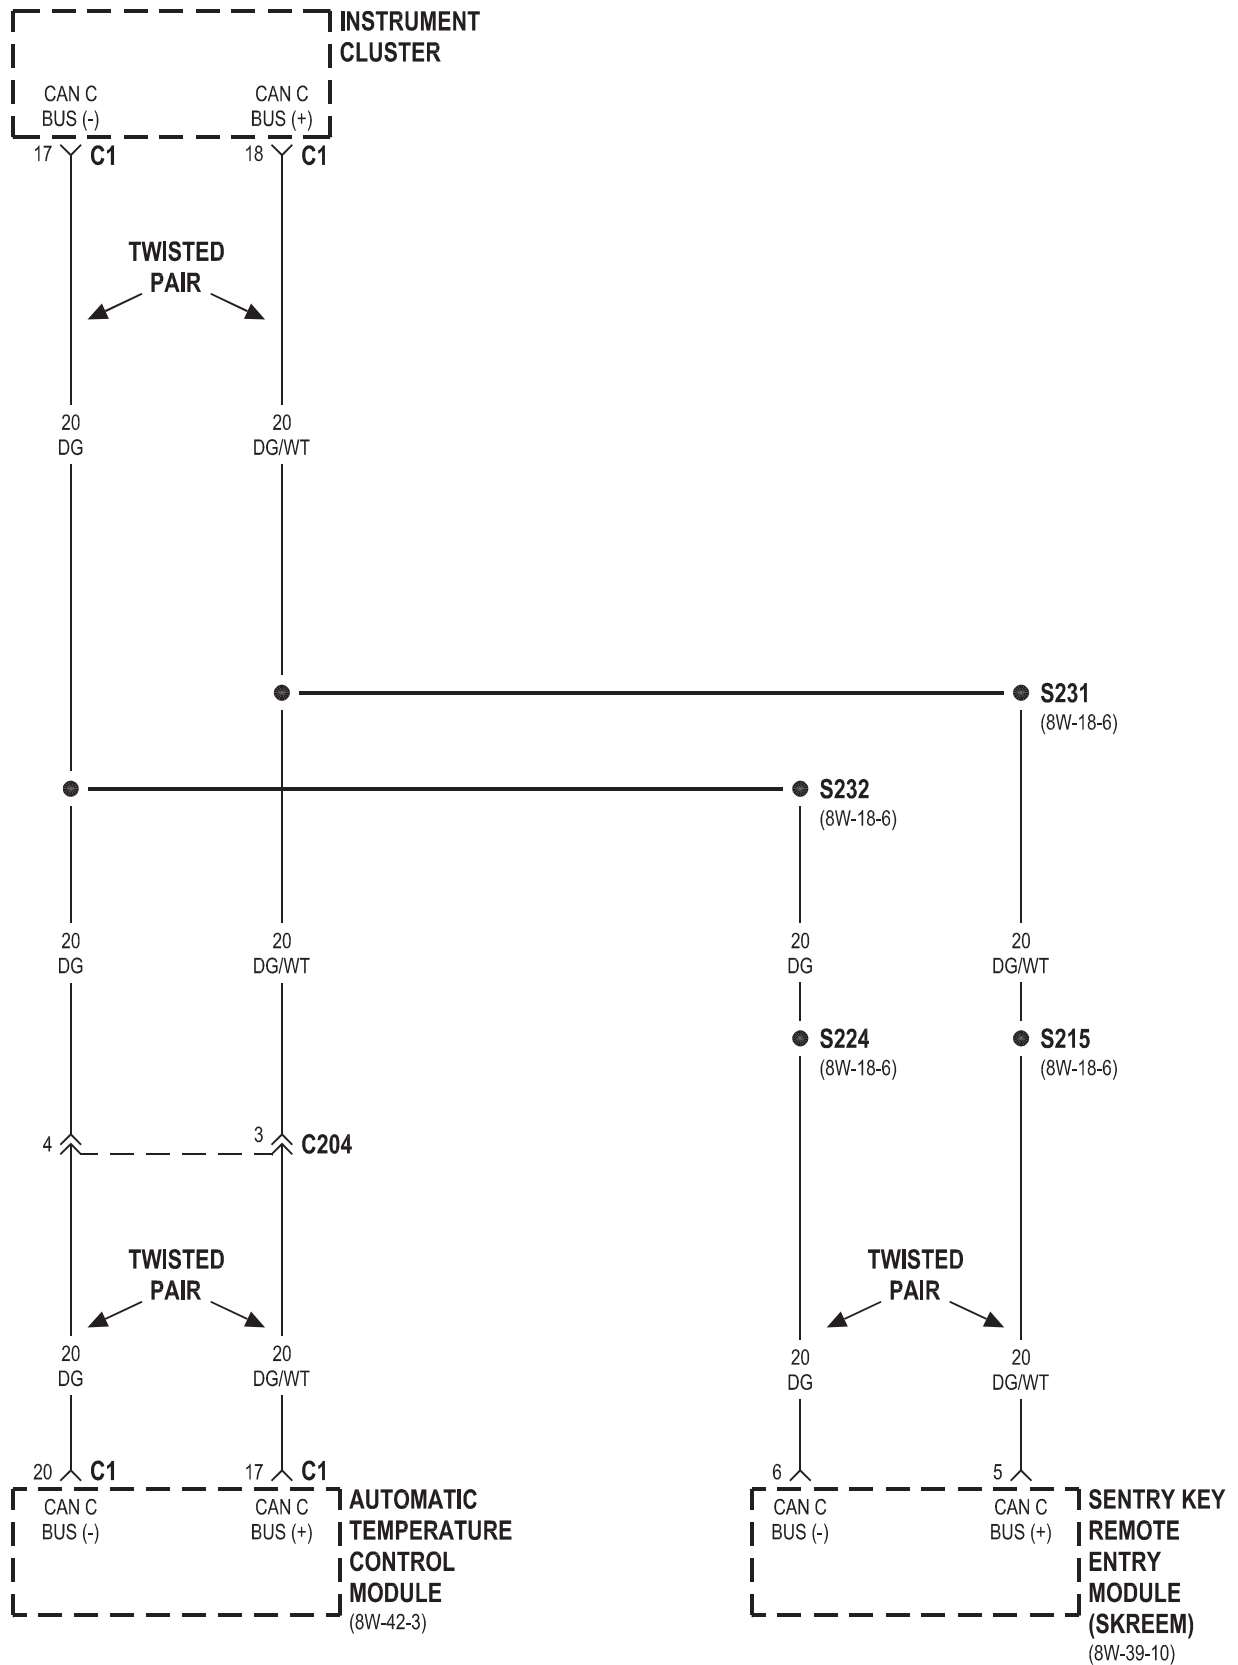 INSTRUMENT
CLUSTER
CAN C
BUS (-)
CAN C
BUS (+)
17
C1
18
C1
TWISTED
PAIR
20
DG
20
DG/WT
S231
(8W-18-6)
S232
(8W-18-6)
20
DG
20
DG/WT
20
DG
20
DG/WT
S224
(8W-18-6)
S215
(8W-18-6)
4
3
C204
TWISTED
PAIR
TWISTED
PAIR
20
DG
20
DG/WT
20
DG
20
DG/WT
20
C1
17
C1
6
5
CAN C
BUS (-)
CAN C
BUS (+)
AUTOMATIC
TEMPERATURE
CONTROL
MODULE
(8W-42-3)
CAN C
BUS (-)
CAN C
BUS (+)
SENTRY KEY
REMOTE
ENTRY
MODULE
(SKREEM)
(8W-39-10)